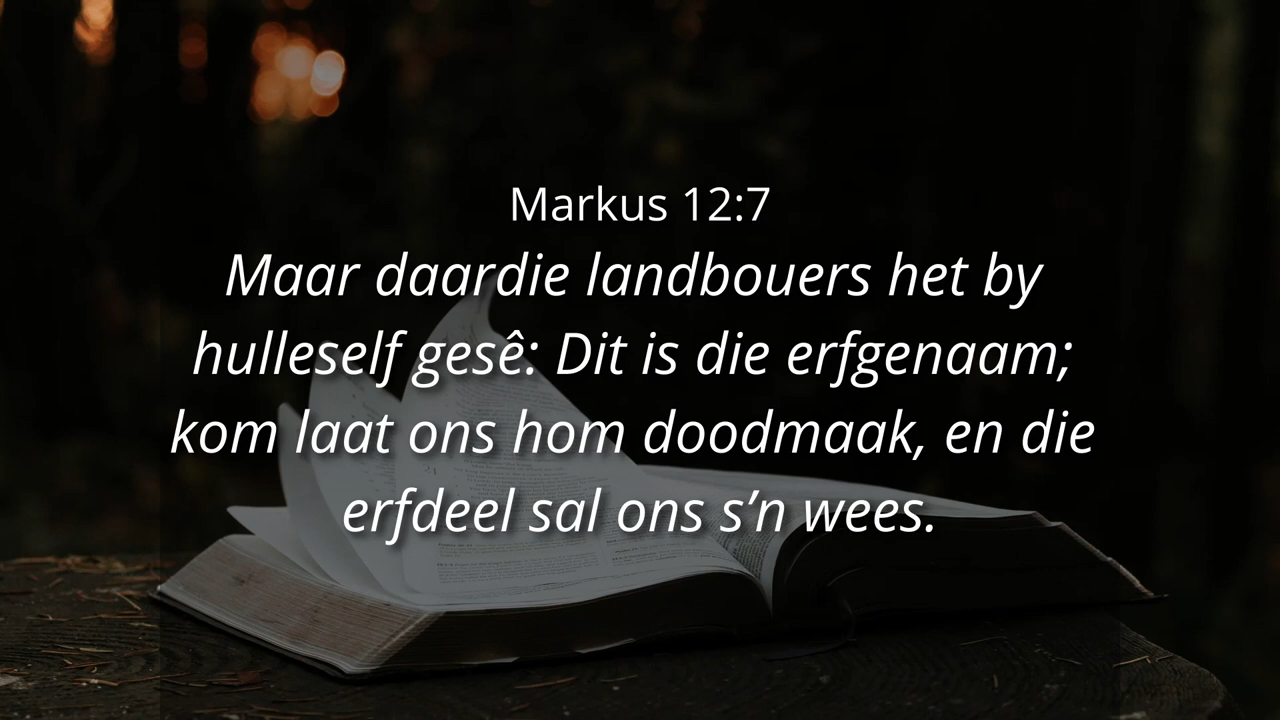 Markus 12:7
Maar daardie landbouers het by
hulleself gesê: Dit is die erfgenaam;
kom laat ons hom doodmaak, en die
erfdeel sal ons s’n wees.